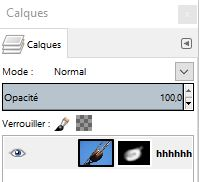 Calques
Calques
Mode : Normal
Opacité 100,0
Verrouiller :
hhhhhh